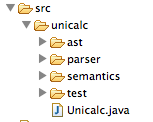 src
unicalc
ast
parser
semantics
test
Unicalc.java